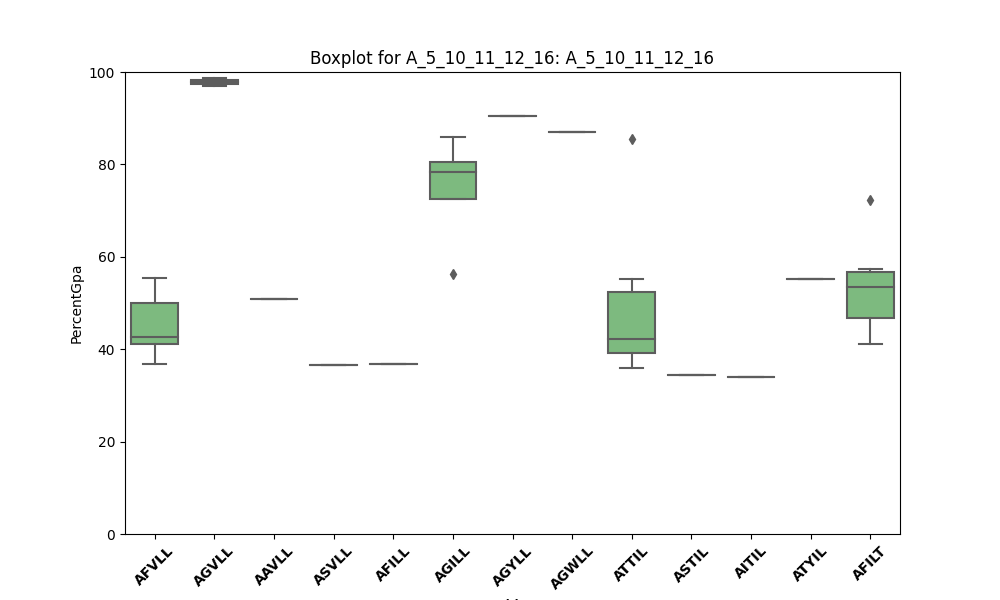 Boxplot for A_5_10_11_12_16: A_5_10_11_12_16
PercentGpa
100
80
60
40
20
0
AFVLL
AGVLL
AAVLL
ASVLL
AFILL
AGILL
AGYLL
AGWLL
ATTIL
ASTIL
AITIL
ATYIL
AFILT